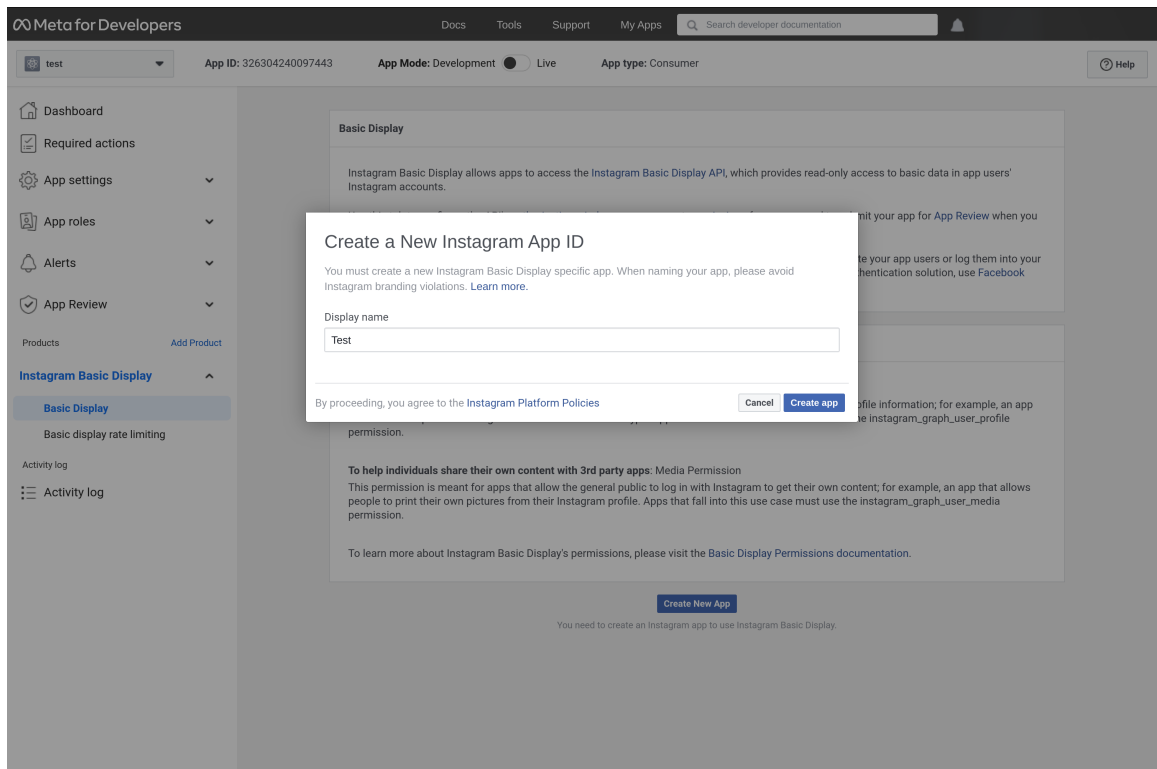 Meta for Developers
Docs Tools Support My Apps Search developer documentation
test App ID: 326304240097443 App Mode: Development Live App type: Consumer Help
Dashboard
Required actions
App settings
App roles
Alerts
App Review
Products Add Product
Instagram Basic Display
Basic Display
Basic display rate limiting
Activity log
Activity log
Basic Display
Instagram Basic Display allows apps to access the Instagram Basic Display API, which provides read-only access to basic data in app users'
Instagram accounts.
mit your app for App Review when you
te your app users or log them into your
hentication solution, use Facebook
Create a New Instagram App ID
You must create a new Instagram Basic Display specific app. When naming your app, please avoid
Instagram branding violations. Learn more.
Display name
Test
By proceeding, you agree to the Instagram Platform Policies Cancel Create app
ofile information; for example, an app
e instagram_graph_user_profile
permission.
To help individuals share their own content with 3rd party apps: Media Permission
This permission is meant for apps that allow the general public to log in with Instagram to get their own content; for example, an app that allows
people to print their own pictures from their Instagram profile. Apps that fall into this use case must use the instagram_graph_user_media
permission.
To learn more about Instagram Basic Display's permissions, please visit the Basic Display Permissions documentation.
Create New App
You need to create an Instagram app to use Instagram Basic Display.